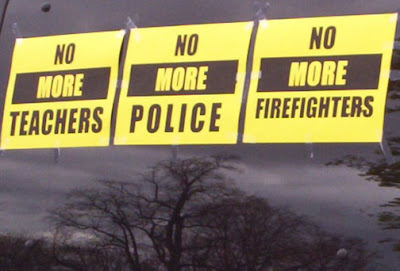 NO
MORE
TEACHERS
NO
MORE
POLICE
NO
MORE
FIREFIGHTERS